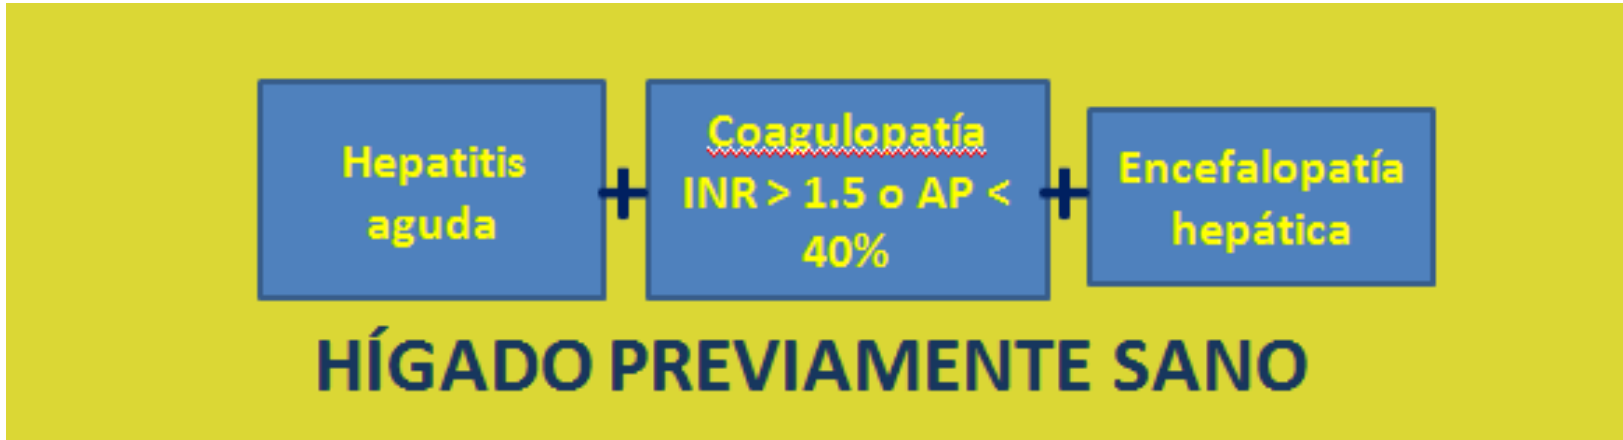 Hepatitis
aguda
+
Coagulopatía
INR > 1.5 o AP <
40%
+
Encefalopatía
hepática
HÍGADO PREVIAMENTE SANO